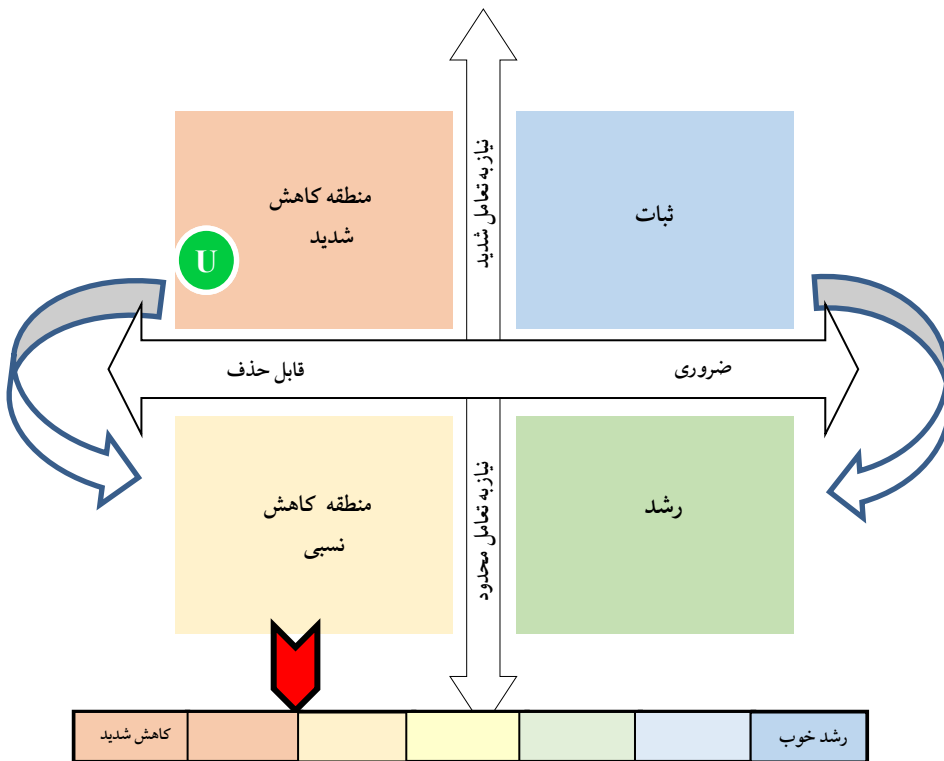 نیاز به تعامل شدید
ثبات
منطقه کاهش
شدید
U
ضروری
قابل حذف
نیاز به تعامل محدود
رشد
منطقه کاهش
نسبی
رشد خوب
کاهش شدید